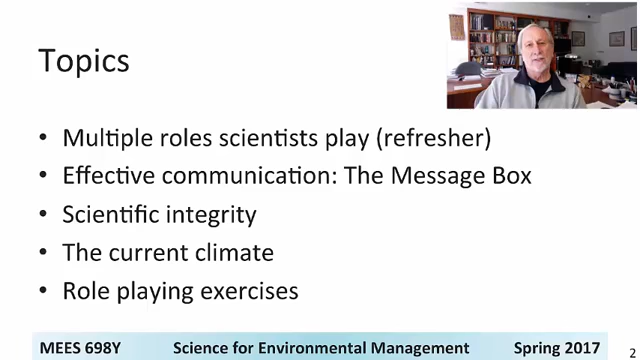 Topics
• Multiple roles scientists play (refresher)
• Effective communication: The Message Box
• Scientific integrity
• The current climate
• Role playing exercises
MEES 698Y Science for Environmental Management Spring 2017
2